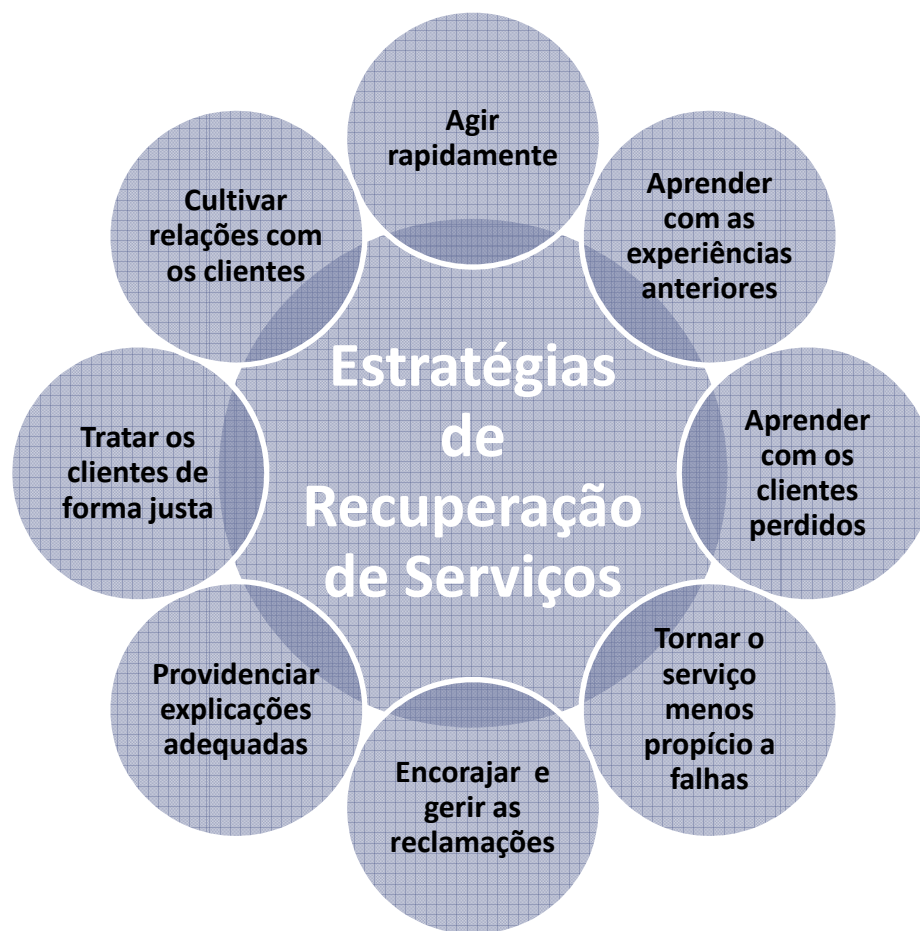 Agir
rapidamente
Aprender
com as
experiências
anteriores
Aprender
com os
clientes
perdidos
Tornar o
serviço
menos
propício a
falhas
Encorajar e
gerir as
reclamações
Providenciar
explicações
adequadas
Tratar os
clientes de
forma justa
Cultivar
relações com
os clientes
Estratégias
de
Recuperação
de Serviços